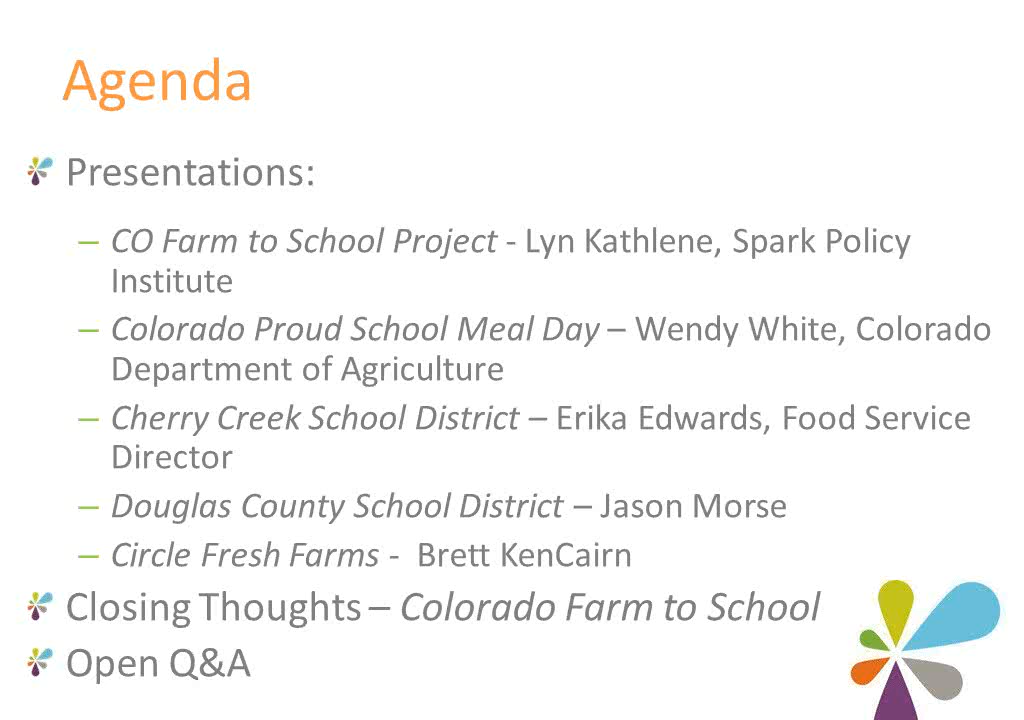 Agenda
Presentations:
– CO Farm to School Project - Lyn Kathlene, Spark Policy
Institute
– Colorado Proud School Meal Day – Wendy White, Colorado
Department of Agriculture
– Cherry Creek School District – Erika Edwards, Food Service
Director
– Douglas County School District – Jason Morse
– Circle Fresh Farms - Brett KenCairn
Closing Thoughts – Colorado Farm to School
Open Q&A